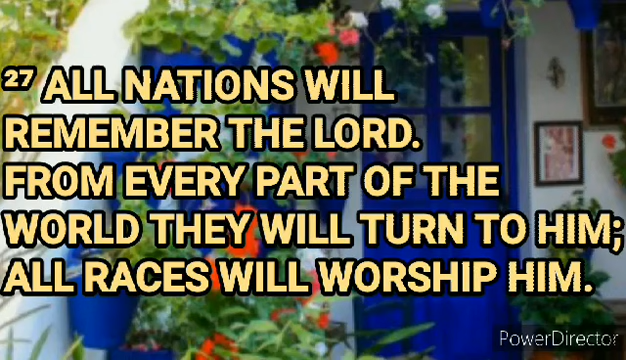 ²⁷ ALL NATIONS WILL
REMEMBER THE LORD.
FROM EVERY PART OF THE
WORLD THEY WILL TURN TO HIM;
ALL RACES WILL WORSHIP HIM.
PowerDirector